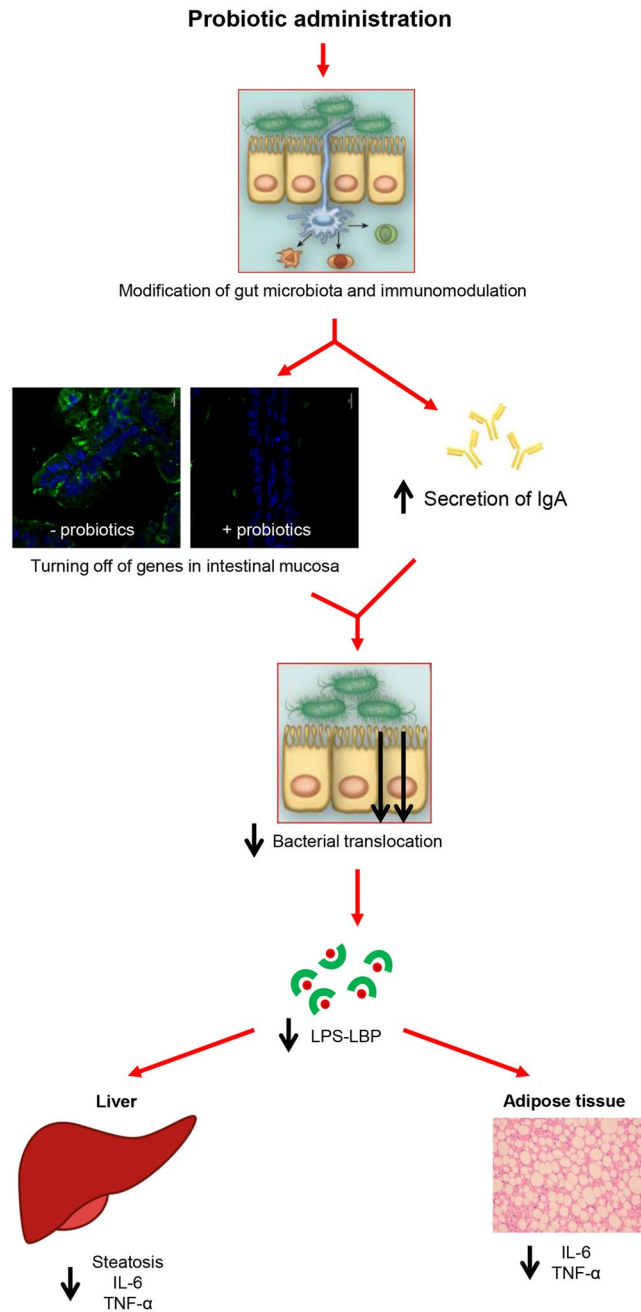 Probiotic administration
Modification of gut microbiota and immunomodulation
- probiotics
+ probiotics
Turning off of genes in intestinal mucosa
Secretion of IgA
Bacterial translocation
LPS-LBP
Liver
Steatosis
IL-6
TNF-α
Adipose tissue
IL-6
TNF-α